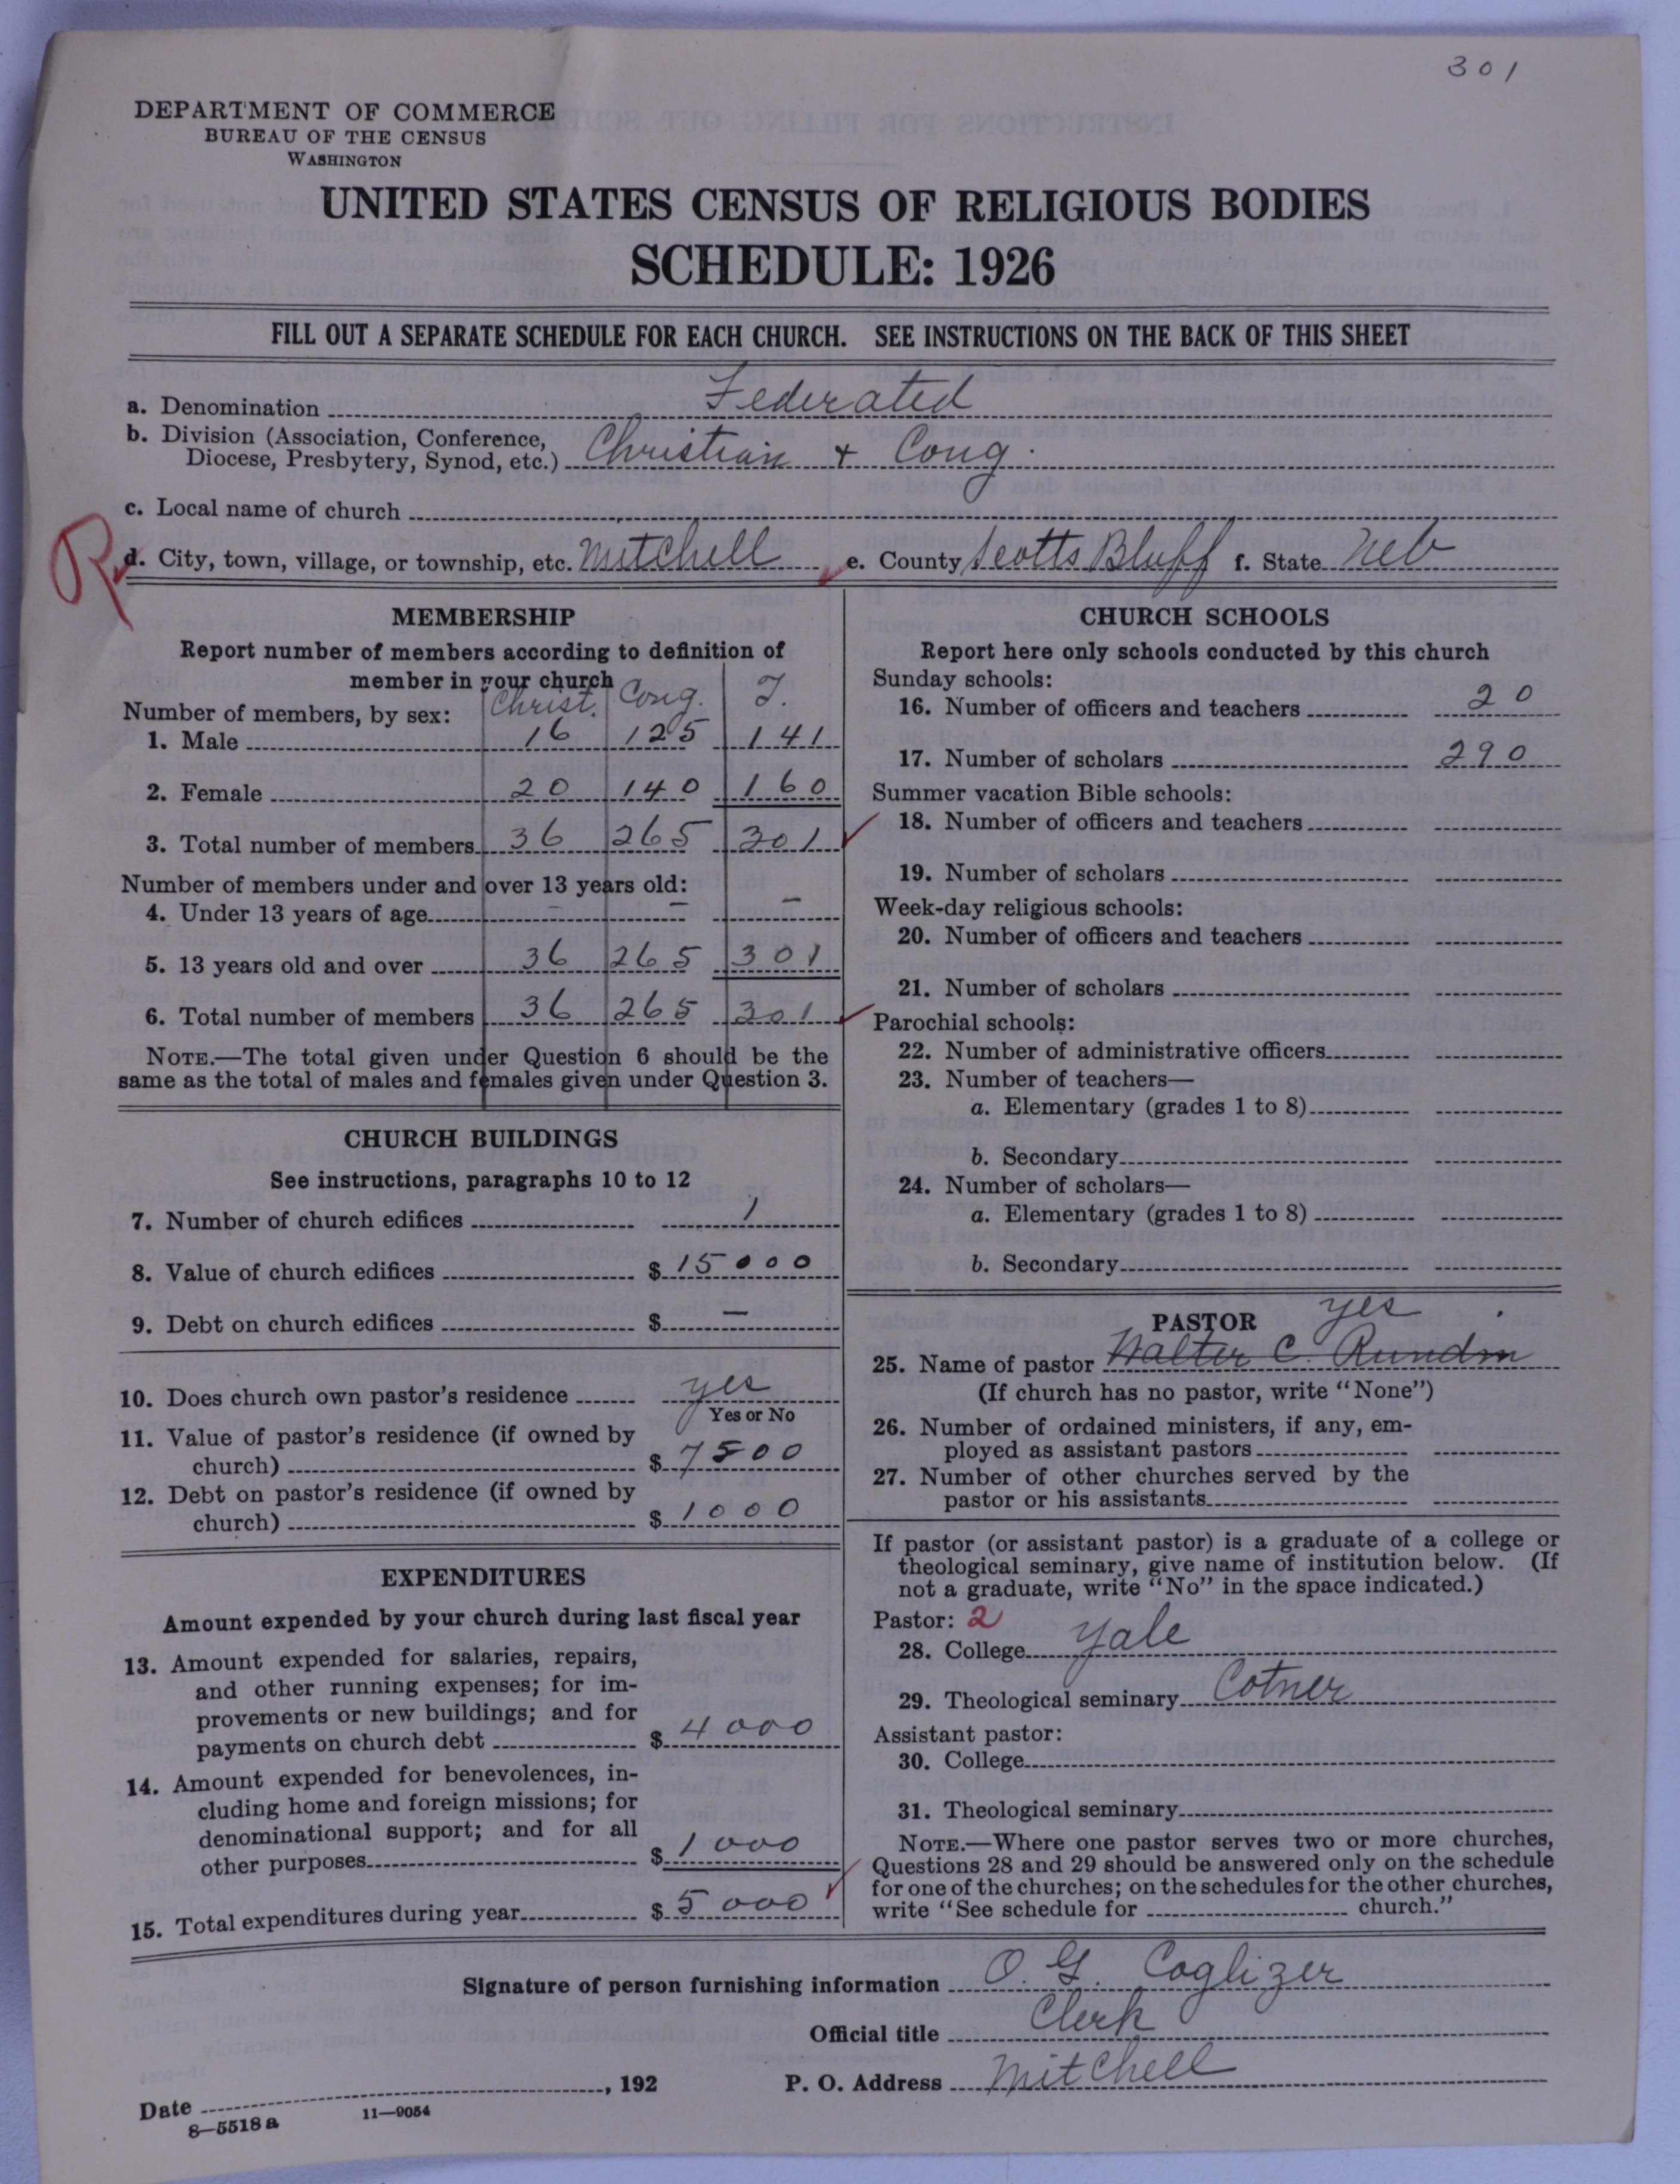 301
DEPARTMENT OF COMMERCE
BUREAU OF THE CENSUS
WASHINGTON
UNITED STATES CENSUS OF RELIGIOUS BODIES
SCHEDULE: 1926
FILL OUT A SEPARATE SCHEDULE FOR EACH CHURCH. SEE INSTRUCTIONS ON THE BACK OF THIS SHEET
a. Denomination Federated
b. Division (Association, Conference,
Diocese, Presbytery, Synod, etc.) Christian + Cong.
c. Local name of church
R
d. City, town, village, or township, etc. Mitchell e. County Scotts Bluff f. State Neb
MEMBERSHIP
Report number of members according to definition of
member in your church
Christ. Cong. T.
Number of members, by sex:
1. Male 16 125 141
2. Female 20 140 160
3. Total number of members 36 265 301
Number of members under and over 13 years old:
4. Under 13 years of age – – –
5. 13 years old and over 36 265 301
6. Total number of members 36 265 301
NOTE.—The total given under Question 6 should be the
same as the total of males and females given under Question 3.
CHURCH BUILDINGS
See instructions, paragraphs 10 to 12
7. Number of church edifices 1
8. Value of church edifices $ 15000
9. Debt on church edifices $ –
10. Does church own pastor's residence yes
Yes or No
11. Value of pastor's residence (if owned by
church) $ 7500
12. Debt on pastor's residence (if owned by
church) $ 1000
EXPENDITURES
Amount expended by your church during last fiscal year
13. Amount expended for salaries, repairs,
and other running expenses; for im-
provements or new buildings; and for
payments on church debt $ 4000
14. Amount expended for benevolences, in-
cluding home and foreign missions; for
denominational support; and for all
other purposes $ 1000
15. Total expenditures during year $ 5000
CHURCH SCHOOLS
Report here only schools conducted by this church
Sunday schools:
16. Number of officers and teachers 20
17. Number of scholars 290
Summer vacation Bible schools:
18. Number of officers and teachers
19. Number of scholars
Week-day religious schools:
20. Number of officers and teachers
21. Number of scholars
Parochial schools:
22. Number of administrative officers
23. Number of teachers—
a. Elementary (grades 1 to 8)
b. Secondary
24. Number of scholars—
a. Elementary (grades 1 to 8)
b. Secondary
PASTOR yes
25. Name of pastor Walter C.
(If church has no pastor, write "None")
26. Number of ordained ministers, if any, em-
ployed as assistant pastors
27. Number of other churches served by the
pastor or his assistants
If pastor (or assistant pastor) is a graduate of a college or
theological seminary, give name of institution below. (If
not a graduate, write "No" in the space indicated.)
Pastor: 2
28. College Yale
29. Theological seminary Cotner
Assistant pastor:
30. College
31. Theological seminary
NOTE.—Where one pastor serves two or more churches,
Questions 28 and 29 should be answered only on the schedule
for one of the churches; on the schedules for the other churches,
write "See schedule for church."
Signature of person furnishing information O. G. Coglizer
Official title Clerk
Date , 192 P. O. Address Mitchell
8—5518 a 11—9054